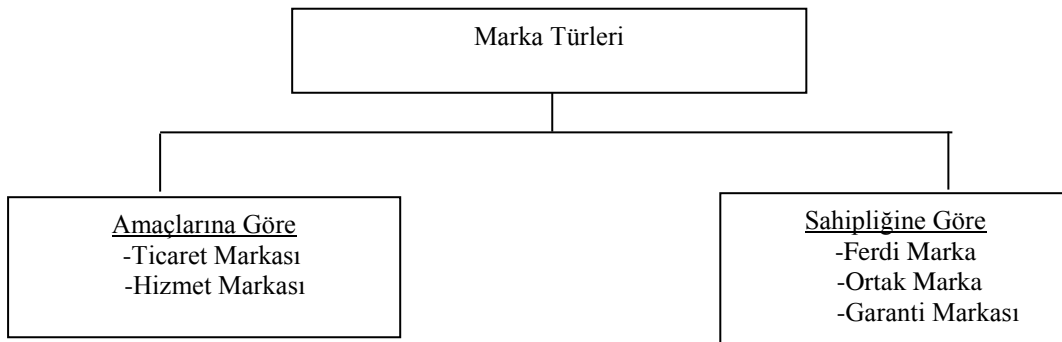 Marka Türleri
Amaçlarına Göre
-Ticaret Markası
-Hizmet Markası
Sahipliğine Göre
-Ferdi Marka
-Ortak Marka
-Garanti Markası